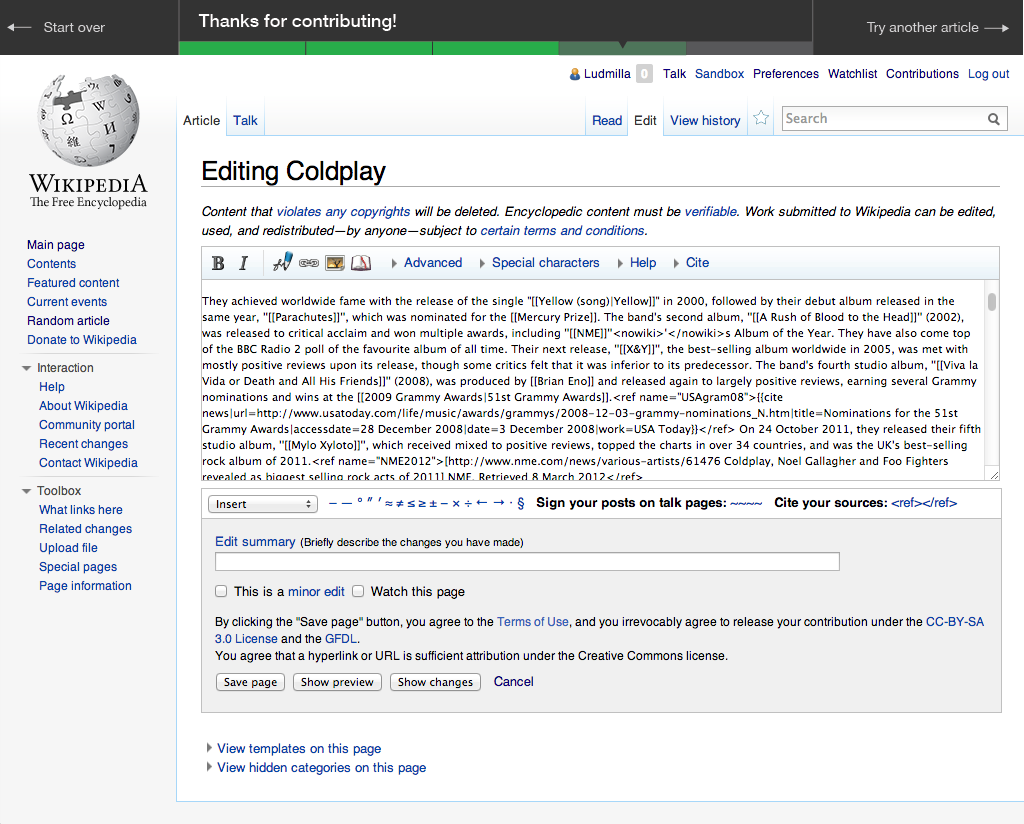 Start over
Thanks for contributing!
Try another article
Ludmilla 0 Talk Sandbox Preferences Watchlist Contributions Log out
Article Talk Read Edit View history Search
WIKIPEDIA
The Free Encyclopedia
Main page
Contents
Featured content
Current events
Random article
Donate to Wikipedia
Interaction
Help
About Wikipedia
Community portal
Recent changes
Contact Wikipedia
Toolbox
What links here
Related changes
Upload file
Special pages
Page information
Editing Coldplay
Content that violates any copyrights will be deleted. Encyclopedic content must be verifiable. Work submitted to Wikipedia can be edited,
used, and redistributed—by anyone—subject to certain terms and conditions.
B I Advanced Special characters Help Cite
They achieved worldwide fame with the release of the single "[[Yellow (song)|Yellow]]" in 2000, followed by their debut album released in the
same year, ''[[Parachutes]]'', which was nominated for the [[Mercury Prize]]. The band's second album, ''[[A Rush of Blood to the Head]]'' (2002),
was released to critical acclaim and won multiple awards, including ''[[NME]]''<nowiki>'</nowiki>s Album of the Year. They have also come top
of the BBC Radio 2 poll of the favourite album of all time. Their next release, ''[[X&Y]]'', the best-selling album worldwide in 2005, was met with
mostly positive reviews upon its release, though some critics felt that it was inferior to its predecessor. The band's fourth studio album, ''[[Viva la
Vida or Death and All His Friends]]'' (2008), was produced by [[Brian Eno]] and released again to largely positive reviews, earning several Grammy
nominations and wins at the [[2009 Grammy Awards|51st Grammy Awards]].<ref name="USAgram08">{{cite
news|url=http://www.usatoday.com/life/music/awards/grammys/2008-12-03-grammy-nominations_N.htm|title=Nominations for the 51st
Grammy Awards|accessdate=28 December 2008|date=3 December 2008|work=USA Today}}</ref> On 24 October 2011, they released their fifth
studio album, ''[[Mylo Xyloto]]'', which received mixed to positive reviews, topped the charts in over 34 countries, and was the UK's best-selling
rock album of 2011.<ref name="NME2012">[http://www.nme.com/news/various-artists/61476 Coldplay, Noel Gallagher and Foo Fighters
revealed as biggest selling rock acts of 2011] NME. Retrieved 8 March 2012</ref>
Insert – — ° ″ ′ ≈ ≠ ≤ ≥ ± − × ÷ ← → · § Sign your posts on talk pages: ~~~~ Cite your sources: <ref></ref>
Edit summary (Briefly describe the changes you have made)
This is a minor edit Watch this page
By clicking the "Save page" button, you agree to the Terms of Use, and you irrevocably agree to release your contribution under the CC-BY-SA
3.0 License and the GFDL.
You agree that a hyperlink or URL is sufficient attribution under the Creative Commons license.
Save page Show preview Show changes Cancel
View templates on this page
View hidden categories on this page